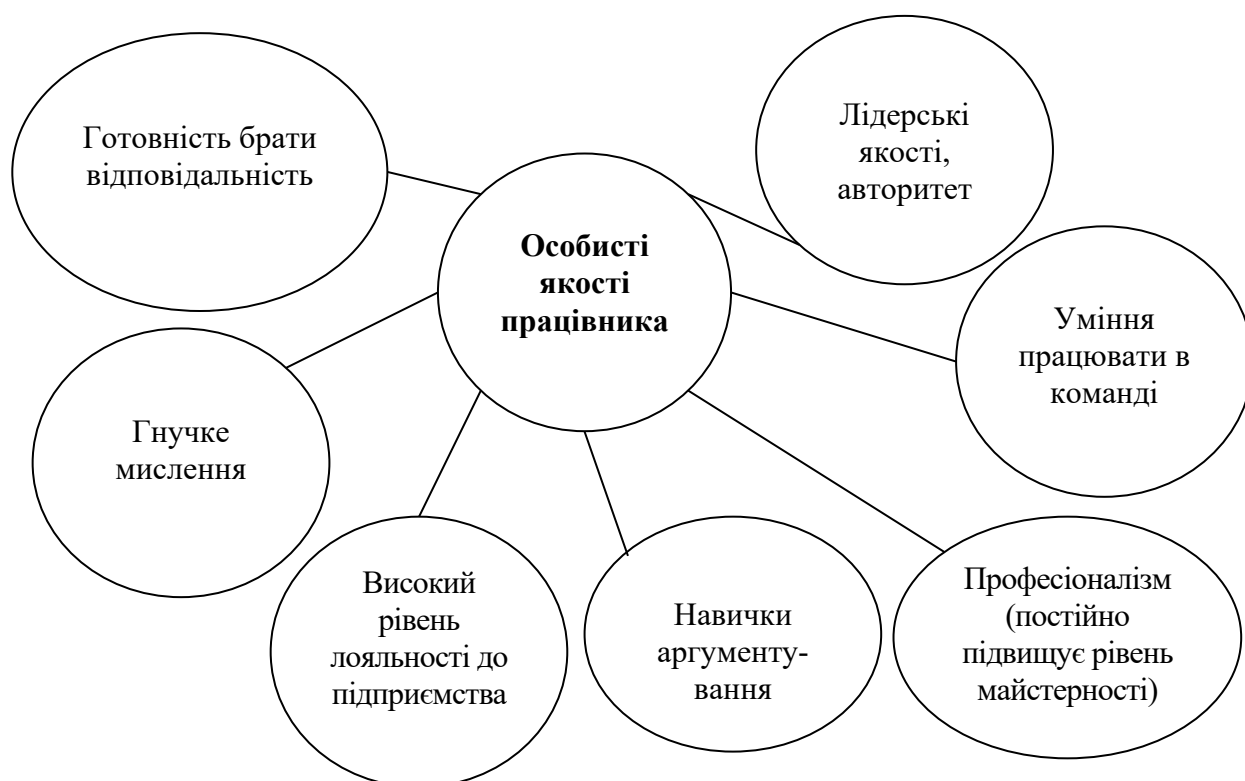 Готовність брати
відповідальність
Лідерські
якості,
авторитет
Особисті
якості
працівника
Уміння
працювати в
команді
Гнучке
мислення
Високий
рівень
лояльності до
підприємства
Навички
аргументу-
вання
Професіоналізм
(постійно
підвищує рівень
майстерності)